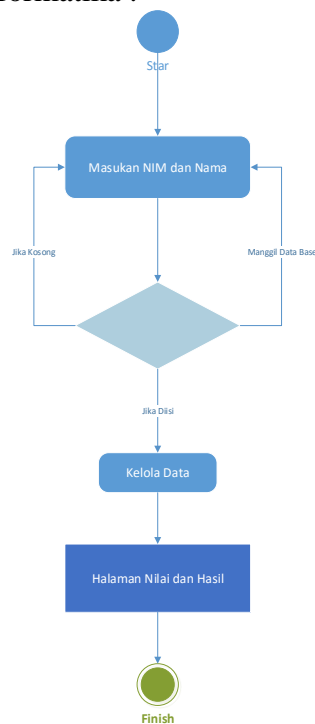 Star
Masukan NIM dan Nama
Jika Kosong
Manggil Data Base
Jika Diisi
Kelola Data
Halaman Nilai dan Hasil
Finish